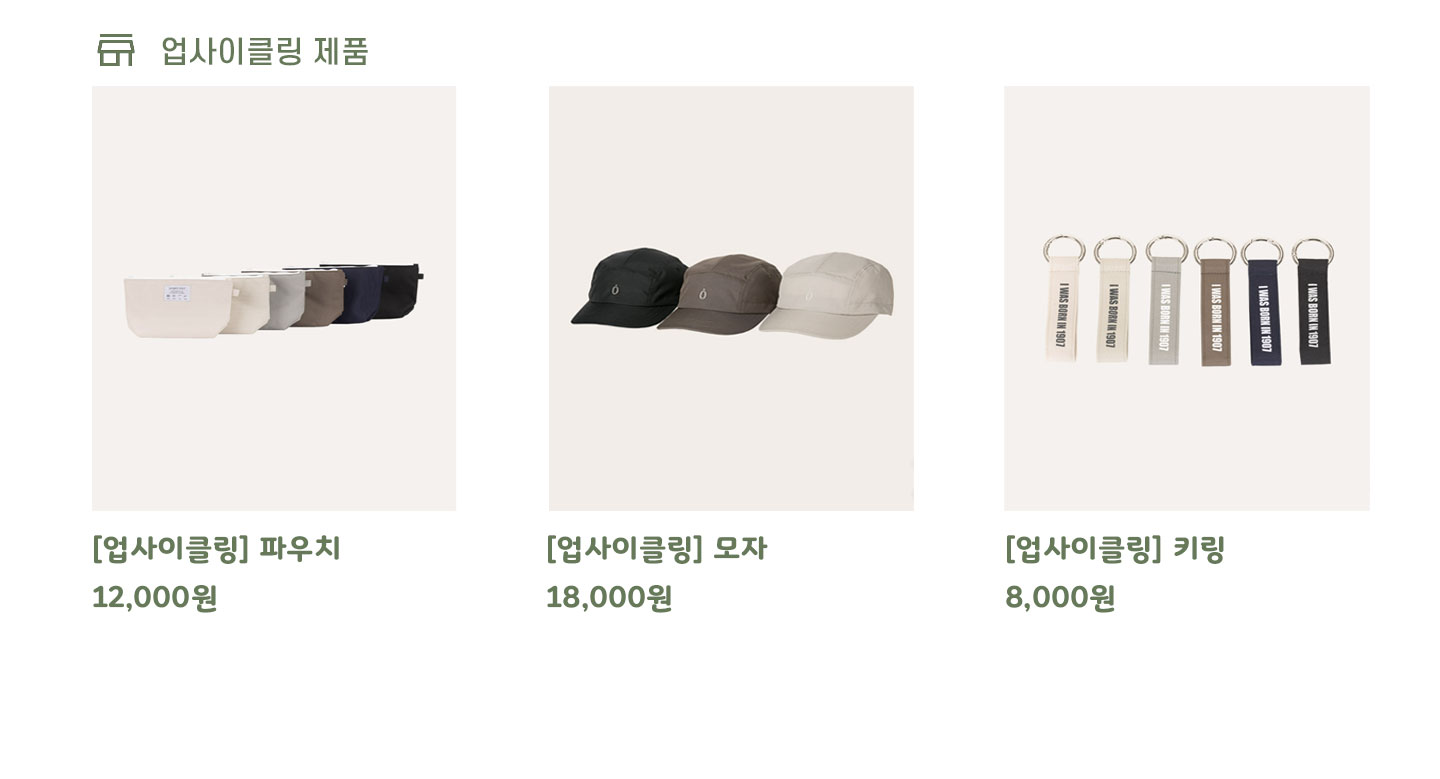 업사이클링 제품
I WAS BORN IN 1907
I WAS BORN IN 1907
I WAS BORN IN 1907
I WAS BORN IN 1907
I WAS BORN IN 1907
I WAS BORN IN 1907
[업사이클링] 파우치
12,000원
[업사이클링] 모자
18,000원
[업사이클링] 키링
8,000원